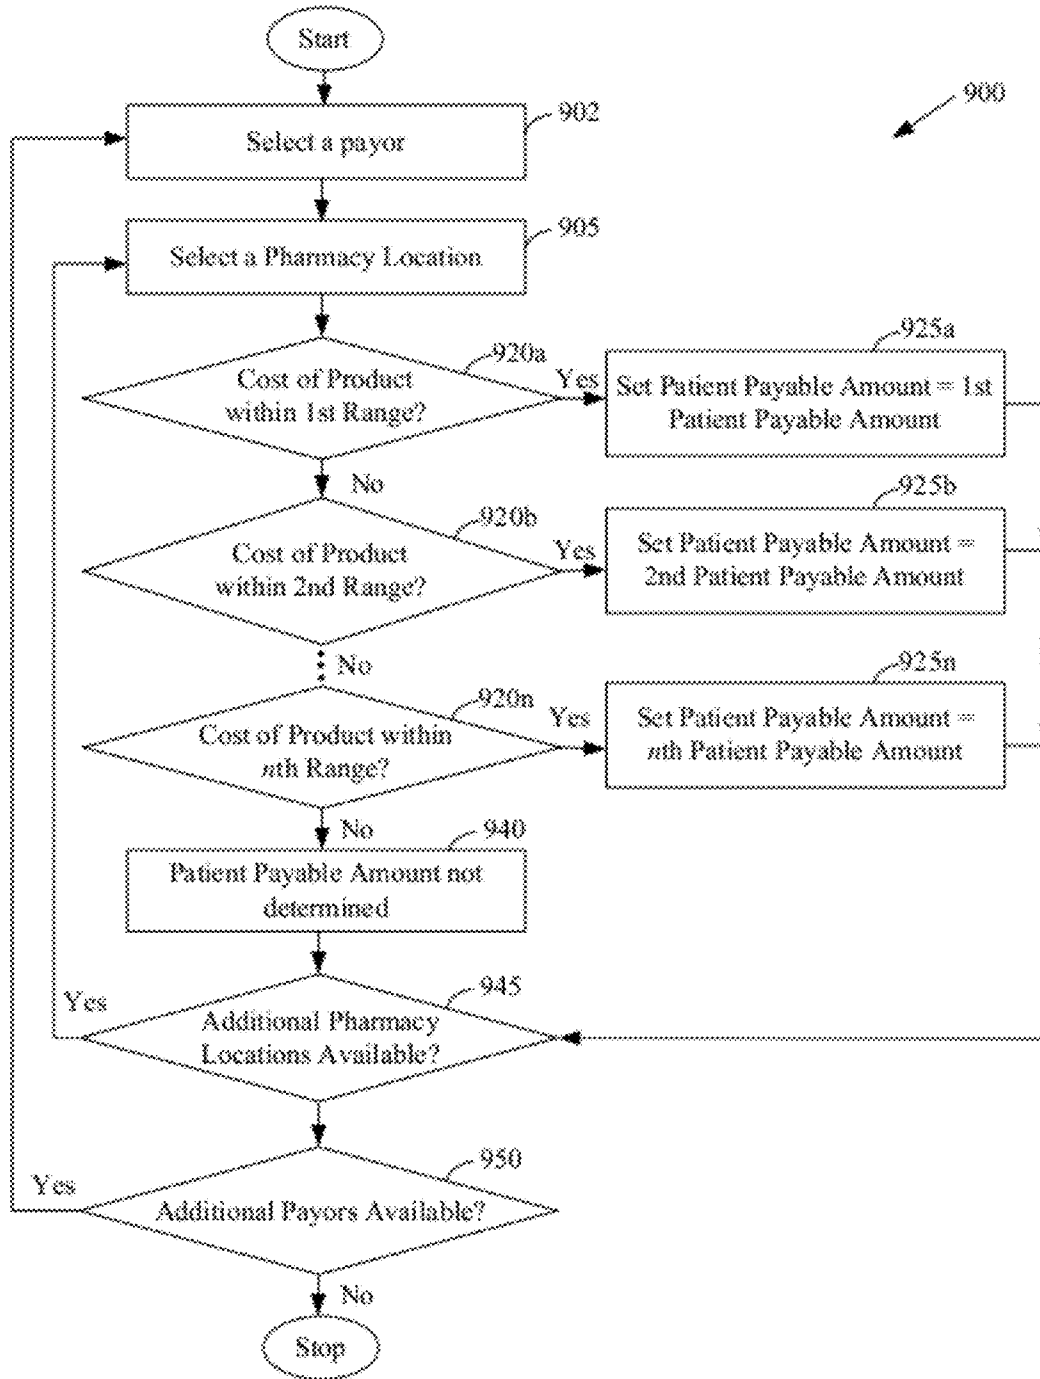 Start
900
902
Select a payor
905
Select a Pharmacy Location
920a
Cost of Product
within 1st Range?
Yes
925a
Set Patient Payable Amount = 1st
Patient Payable Amount
No
920b
Cost of Product
within 2nd Range?
Yes
925b
Set Patient Payable Amount =
2nd Patient Payable Amount
No
920n
Cost of Product within
nth Range?
Yes
925n
Set Patient Payable Amount =
nth Patient Payable Amount
No
940
Patient Payable Amount not
determined
Yes
945
Additional Pharmacy
Locations Available?
Yes
950
Additional Payors Available?
No
Stop